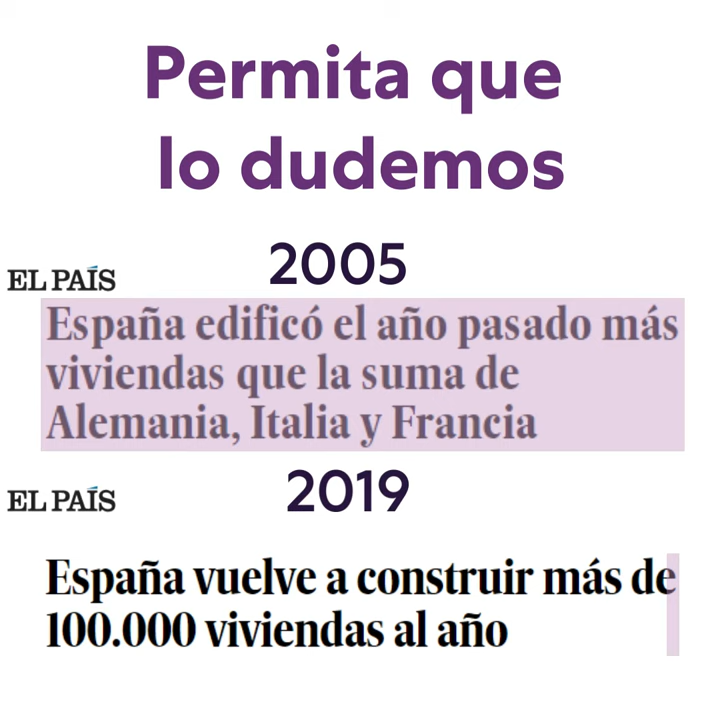 Permita que
lo dudemos
2005
EL PAÍS
España edificó el año pasado más
viviendas que la suma de
Alemania, Italia y Francia
2019
EL PAÍS
España vuelve a construir más de
100.000 viviendas al año